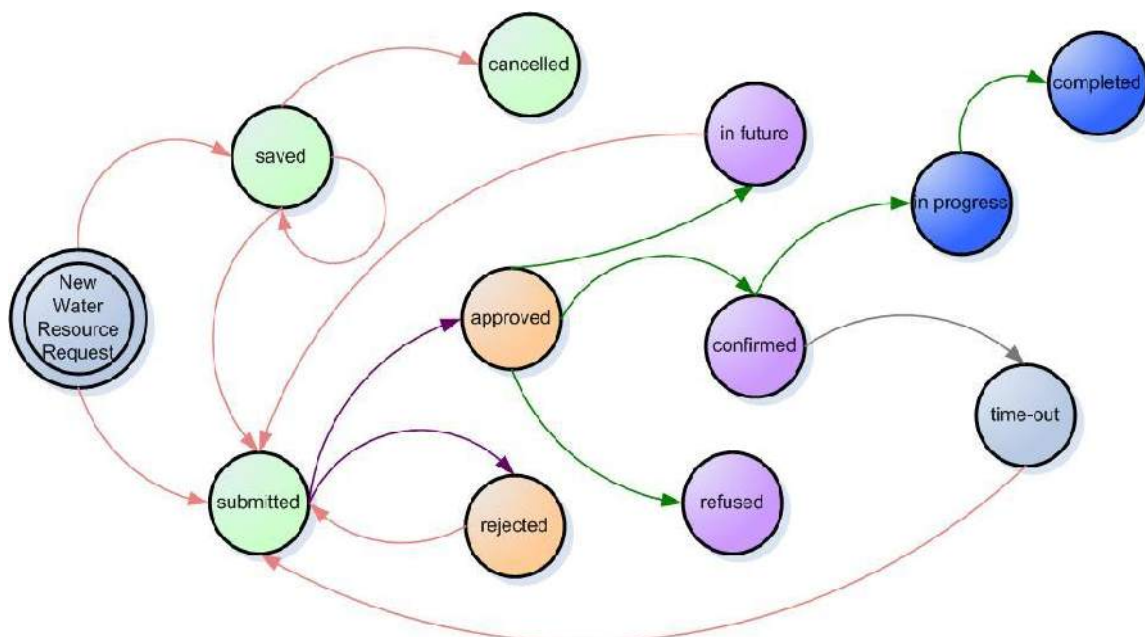 cancelled
completed
in future
saved
in progress
New
Water
Resource
Request
approved
confirmed
time-out
submitted
rejected
refused